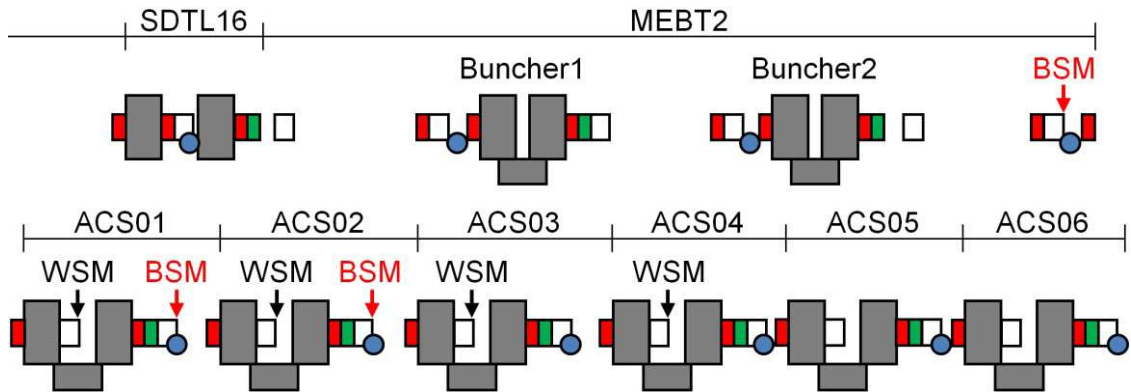 SDTL16 MEBT2
Buncher1 Buncher2 BSM
ACS01 ACS02 ACS03 ACS04 ACS05 ACS06
WSM BSM WSM BSM WSM WSM